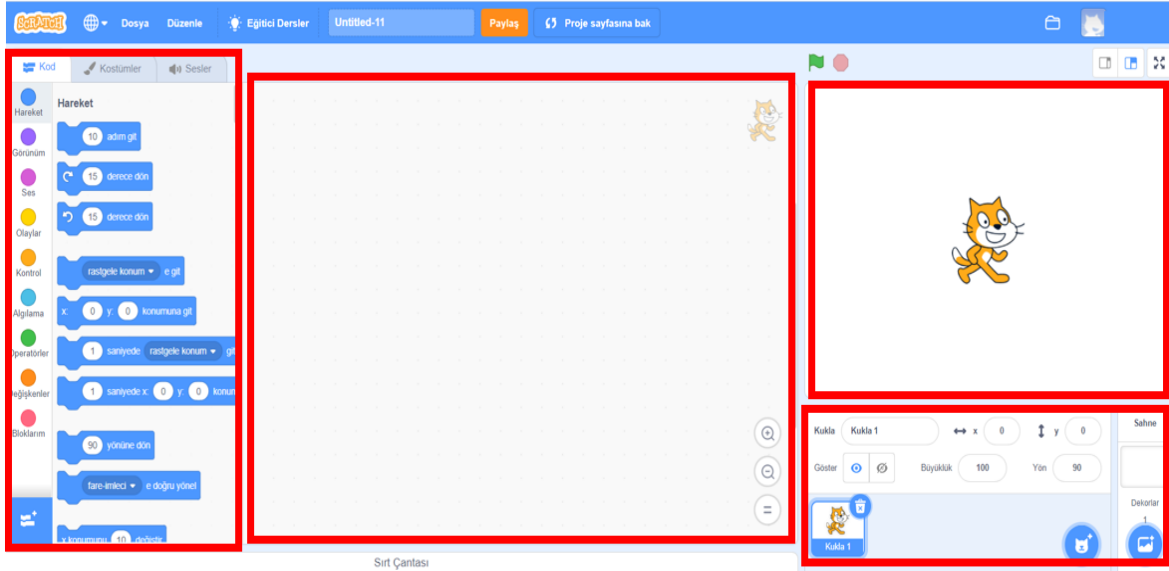 SCRATCH Dosya Düzenle Eğitici Dersler Untitled-11 Paylaş Proje sayfasına bak
Kod Kostümler Sesler
Hareket
Görünüm
Ses
Olaylar
Kontrol
Algılama
Operatörler
Değişkenler
Bloklarım
Hareket
10 adım git
15 derece dön
15 derece dön
rastgele konum e git
x: 0 y: 0 konumuna git
1 saniyede rastgele konum git
1 saniyede x: 0 y: 0 konum
90 yönüne dön
fare-imleci e doğru yönel
x konumunu 10 değiştir
Kukla Kukla 1 x 0 y 0
Göster Büyüklük 100 Yön 90
Kukla 1
Sahne
Dekorlar
1
Sırt Çantası